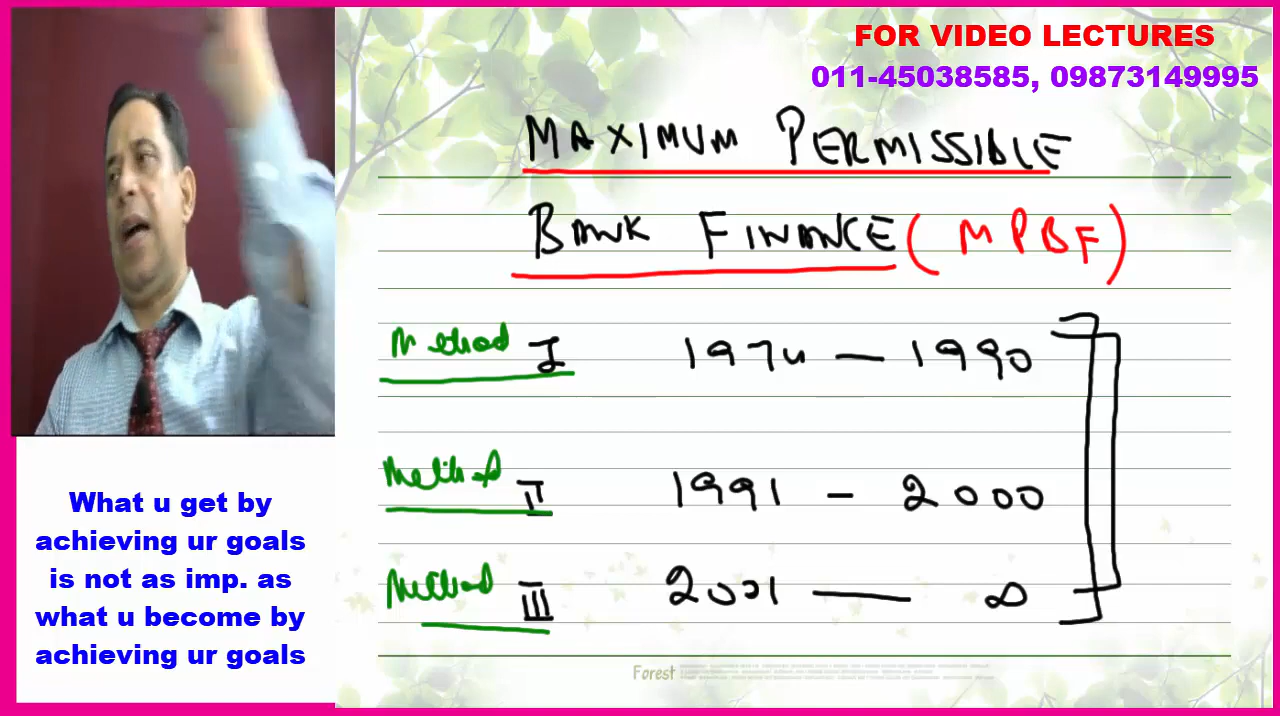 FOR VIDEO LECTURES
011-45038585, 09873149995
MAXIMUM PERMISSIBLE
BANK FINANCE (MPBF)
Method I 1974 — 1990
Method II 1991 - 2000
Method III 2001 — ∞
What u get by
achieving ur goals
is not as imp. as
what u become by
achieving ur goals
Forest